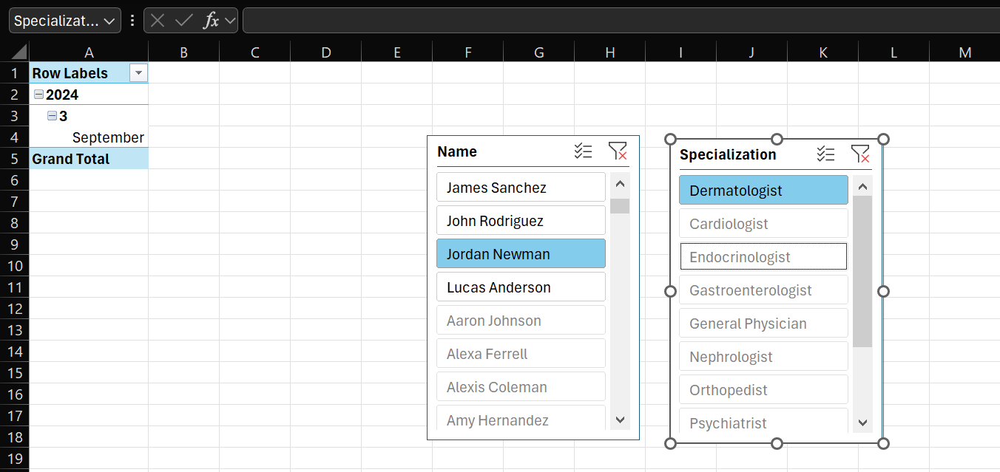 Specializat...
fx
A B C D E F G H I J K L M
1 Row Labels
2 2024
3 3
4 September
5 Grand Total
6
7
8
9
10
11
12
13
14
15
16
17
18
19
Name
James Sanchez
John Rodriguez
Jordan Newman
Lucas Anderson
Aaron Johnson
Alexa Ferrell
Alexis Coleman
Amy Hernandez
Specialization
Dermatologist
Cardiologist
Endocrinologist
Gastroenterologist
General Physician
Nephrologist
Orthopedist
Psychiatrist